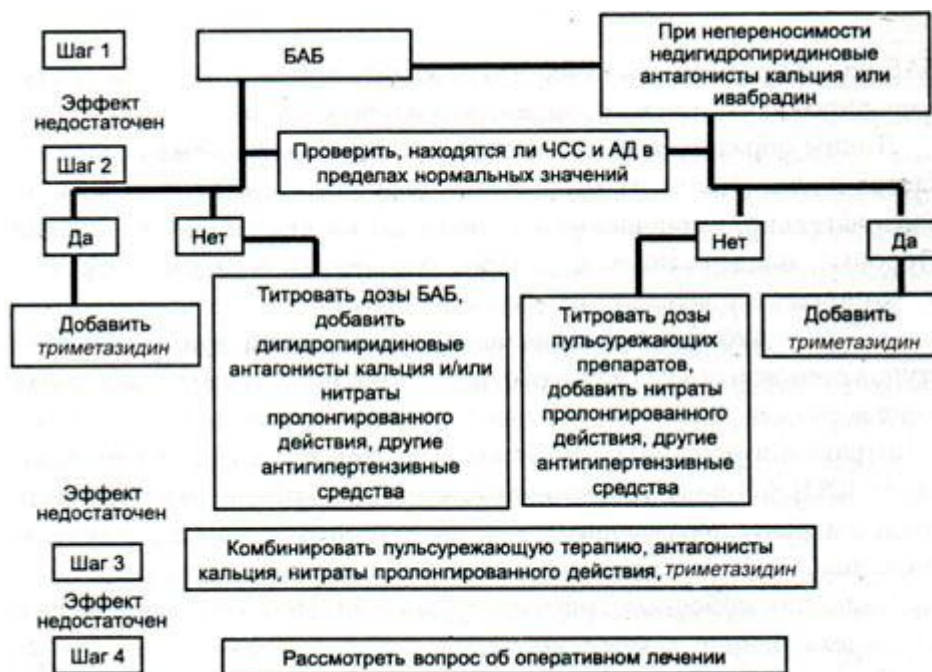 Шаг 1
БАБ
При непереносимости
недигидропиридиновые
антагонисты кальция или
ивабрадин
Эффект
недостаточен
Шаг 2
Проверить, находятся ли ЧСС и АД в
пределах нормальных значений
Да
Нет
Нет
Да
Добавить
триметазидин
Титровать дозы БАБ,
добавить
дигидропиридиновые
антагонисты кальция и/или
нитраты
пролонгированного
действия, другие
антигипертензивные
средства
Титровать дозы
пульсурежающих
препаратов,
добавить нитраты
пролонгированного
действия, другие
антигипертензивные
средства
Добавить
триметазидин
Эффект
недостаточен
Шаг 3
Комбинировать пульсурежающую терапию, антагонисты
кальция, нитраты пролонгированного действия, триметазидин
Эффект
недостаточен
Шаг 4
Рассмотреть вопрос об оперативном лечении